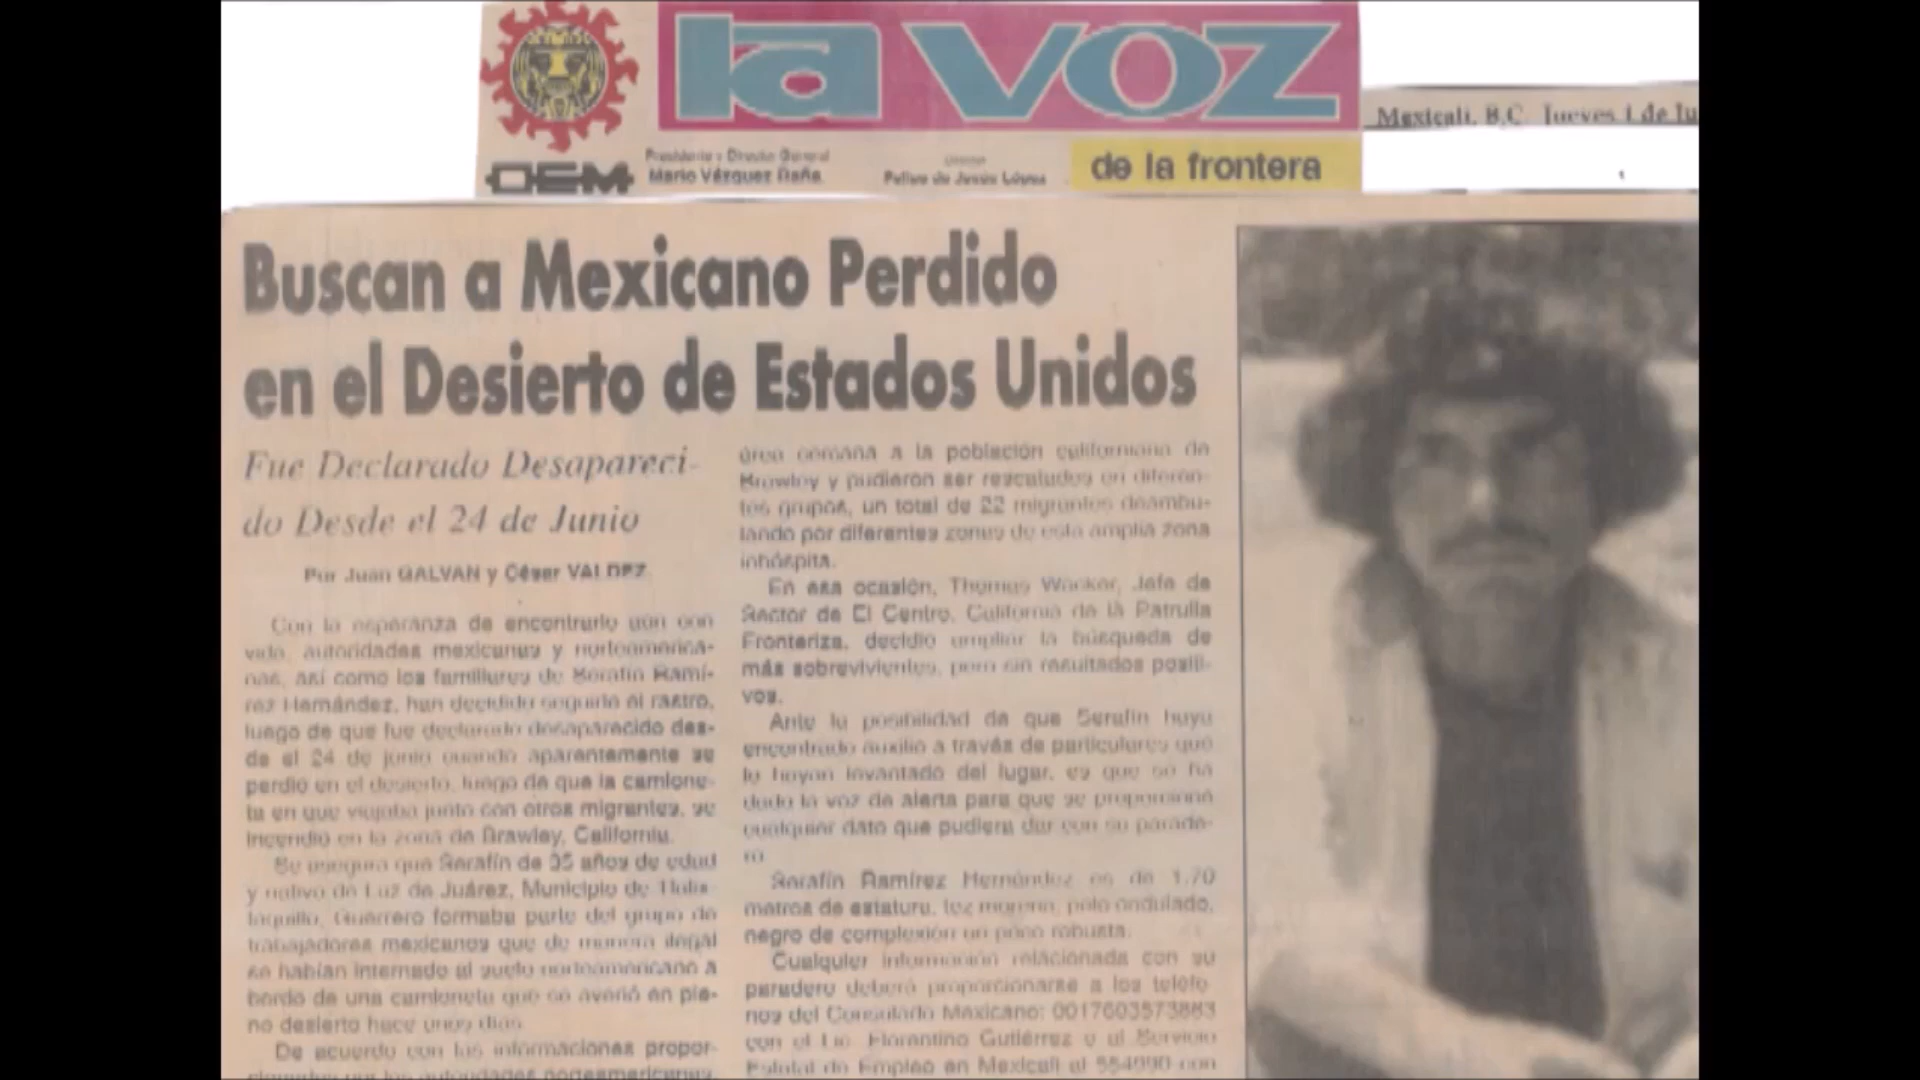 la voz
de la frontera
OEM
Presidente y Director General
Mario Vázquez Raña
Director
Mexicali, B.C. Jueves 1 de Ju
Buscan a Mexicano Perdido
en el Desierto de Estados Unidos
Fue Declarado Desapareci-
do Desde el 24 de Junio
Por Juan GALVAN y César VALDEZ
Con la esperanza de encontrarlo aún con
vida, autoridades mexicanas y norteamerica-
nas, así como los familiares de Serafín Ramí-
rez Hernández, han decidido seguirle el rastro,
luego de que fue declarado desaparecido des-
de el 24 de junio cuando aparentemente se
perdió en el desierto, luego de que la camione-
ta en que viajaba junto con otros migrantes, se
incendió en la zona de Brawley, California.
Se asegura que Serafín de 35 años de edad
y nativo de Luz de Juárez, Municipio de
Guerrero formaba parte del grupo de
trabajadores mexicanos que de manera ilegal
se habían internado al suelo norteamericano a
bordo de una camioneta que se averió en ple-
no desierto hace unos días.
De acuerdo con las informaciones propor-
cionadas por las autoridades norteamericanas,
área cercana a la población californiana de
Brawley y pudieron ser rescatados en diferen-
tes grupos, un total de 22 migrantes deambu-
lando por diferentes zonas de esta amplia zona
inhóspita.
En esa ocasión, Thomas Wacker, Jefe de
Sector de El Centro, California de la Patrulla
Fronteriza, decidió ampliar la búsqueda de
más sobrevivientes, pero sin resultados positi-
vos.
Ante la posibilidad de que Serafín haya
encontrado auxilio a través de particulares que
lo hayan levantado del lugar, es que se ha
dado la voz de alerta para que se proporcione
cualquier dato que pudiera dar con su parade-
ro.
Serafín Ramírez Hernández es de 1.70
metros de estatura, tez morena, pelo ondulado,
negro de complexión un poco robusta.
Cualquier información relacionada con su
paradero deberá proporcionarse a los teléfo-
nos del Consulado Mexicano: 0017603573883
con el Lic. Florentino Gutiérrez o al Servicio
Estatal de Empleo en Mexicali al 554990 con